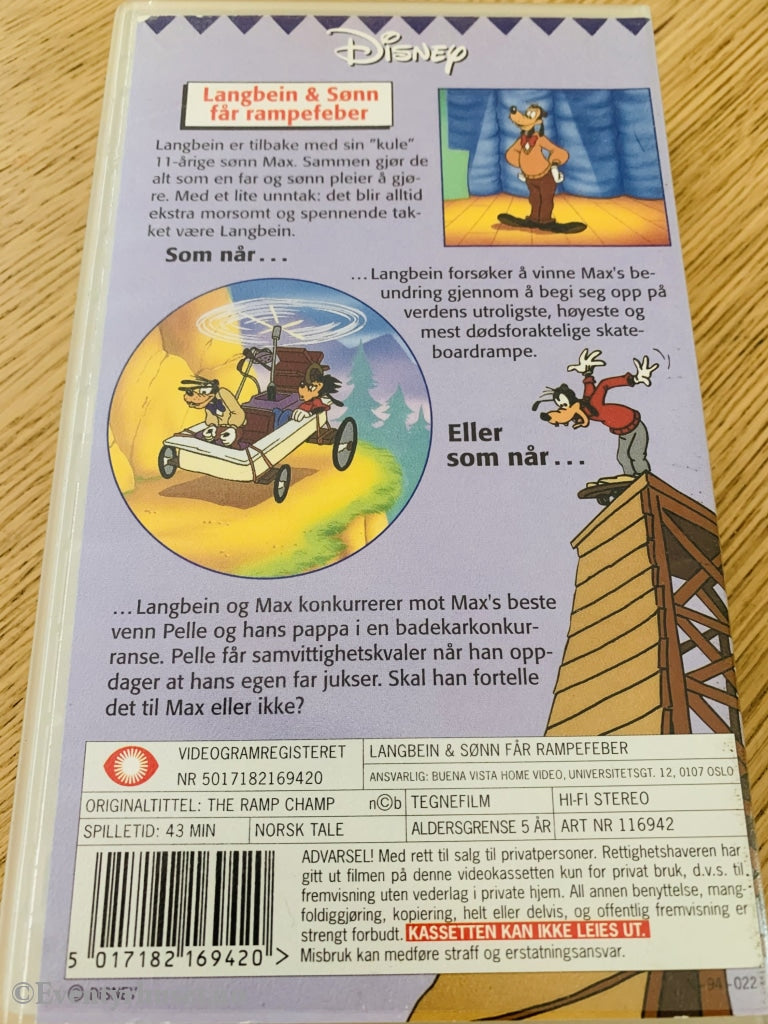 Disney
Langbein & Sønn
får rampefeber
Langbein er tilbake med sin "kule"
11-årige sønn Max. Sammen gjør de
alt som en far og sønn pleier å gjø-
re. Med et lite unntak: det blir alltid
ekstra morsomt og spennende tak-
ket være Langbein.
Som når...
...Langbein forsøker å vinne Max's be-
undring gjennom å begi seg opp på
verdens utroligste, høyeste og
mest dødsforaktelige skate-
boardrampe.
Eller
som når...
...Langbein og Max konkurrerer mot Max's beste
venn Pelle og hans pappa i en badekarkonkur-
ranse. Pelle får samvittighetskvaler når han opp-
dager at hans egen far jukser. Skal han fortelle
det til Max eller ikke?
VIDEOGRAMREGISTERET
NR 5017182169420
LANGBEIN & SØNN FÅR RAMPEFEBER
ANSVARLIG: BUENA VISTA HOME VIDEO, UNIVERSITETSGT. 12, 0107 OSLO
ORIGINALTITTEL: THE RAMP CHAMP n©b TEGNEFILM HI-FI STEREO
SPILLETID: 43 MIN NORSK TALE ALDERSGRENSE 5 ÅR ART NR 116942
ADVARSEL! Med rett til salg til privatpersoner. Rettighetshaveren har
gitt ut filmen på denne videokassetten kun for privat bruk, d.v.s. til
fremvisning uten vederlag i private hjem. All annen benyttelse, mang-
foldiggjøring, kopiering, helt eller delvis, og offentlig fremvisning er
strengt forbudt. KASSETTEN KAN IKKE LEIES UT.
Misbruk kan medføre straff og erstatningsansvar.
5 017182 169420 >
© DISNEY
-94-022